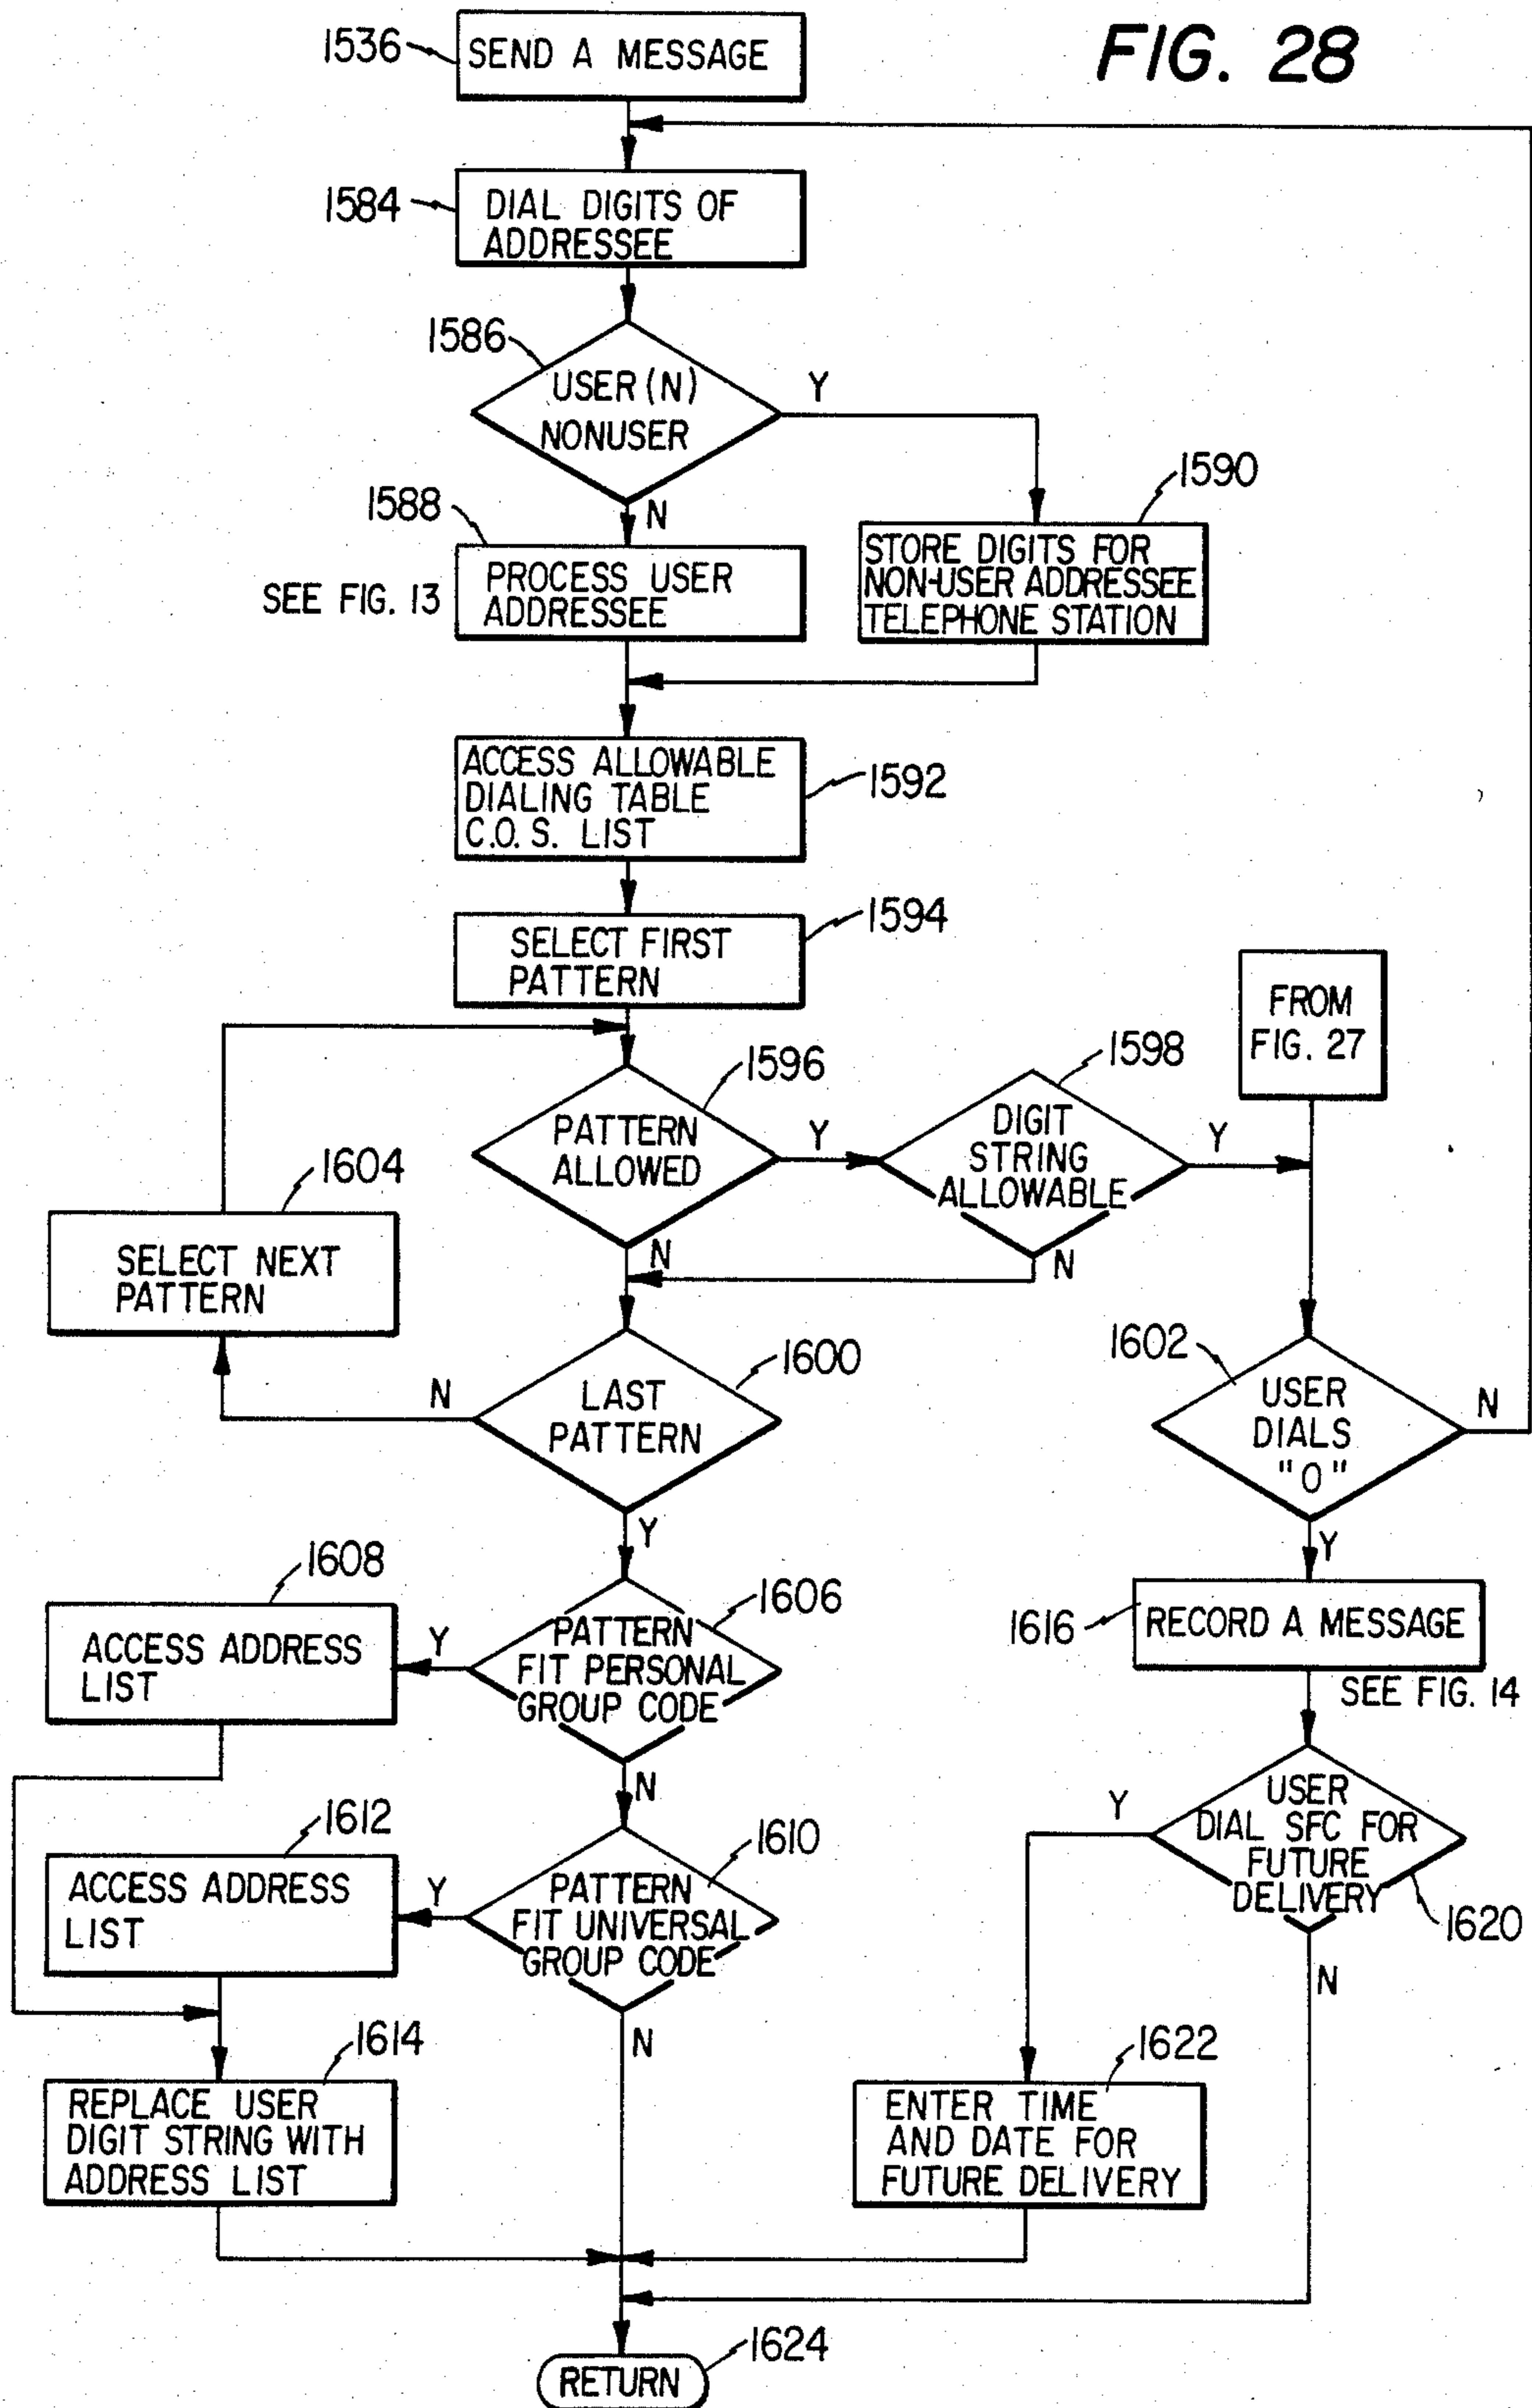 FIG. 28
1536
SEND A MESSAGE
1584
DIAL DIGITS OF
ADDRESSEE
1586
USER (N)
NONUSER
Y
N
1588
SEE FIG. 13
PROCESS USER
ADDRESSEE
1590
STORE DIGITS FOR
NON-USER ADDRESSEE
TELEPHONE STATION
ACCESS ALLOWABLE
DIALING TABLE
C.O.S. LIST
1592
1594
SELECT FIRST
PATTERN
FROM
FIG. 27
1596
PATTERN
ALLOWED
Y
N
1598
DIGIT
STRING
ALLOWABLE
Y
N
1604
SELECT NEXT
PATTERN
1600
LAST
PATTERN
N
Y
1602
USER
DIALS
"0"
N
Y
1608
ACCESS ADDRESS
LIST
Y
1606
PATTERN
FIT PERSONAL
GROUP CODE
N
1616
RECORD A MESSAGE
SEE FIG. 14
1612
ACCESS ADDRESS
LIST
Y
1610
PATTERN
FIT UNIVERSAL
GROUP CODE
N
Y
USER
DIAL SFC FOR
FUTURE
DELIVERY
1620
N
1614
REPLACE USER
DIGIT STRING WITH
ADDRESS LIST
1622
ENTER TIME
AND DATE FOR
FUTURE DELIVERY
1624
RETURN